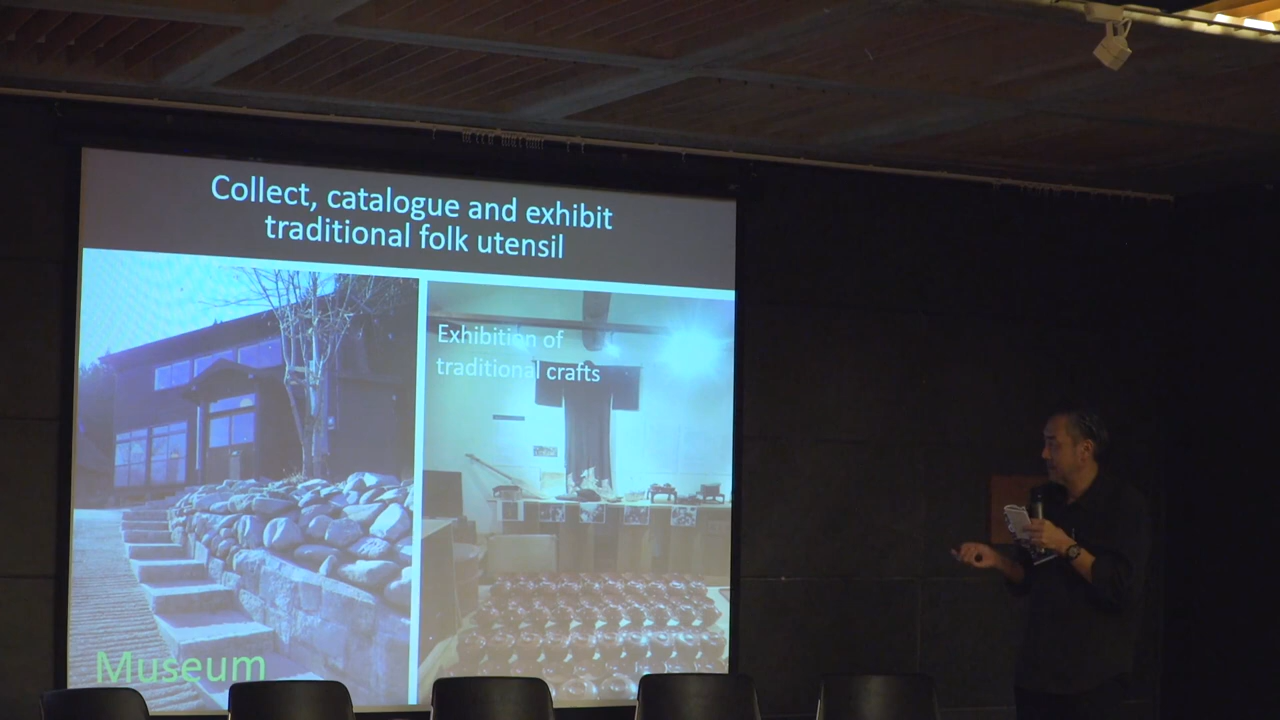 Collect, catalogue and exhibit
traditional folk utensil
Exhibition of
traditional crafts
Museum